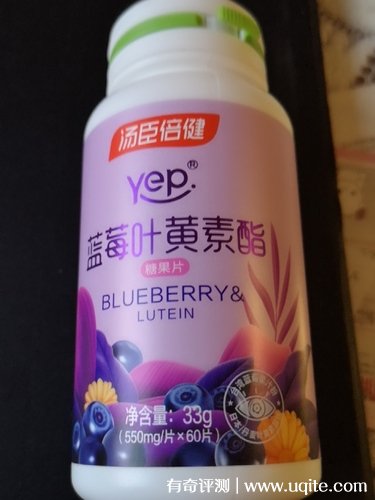 汤臣倍健
yep.®
蓝莓叶黄素酯
糖果片
BLUEBERRY&
LUTEIN
净含量：33g
（550mg/片×60片）
有奇评测｜www.uqite.com